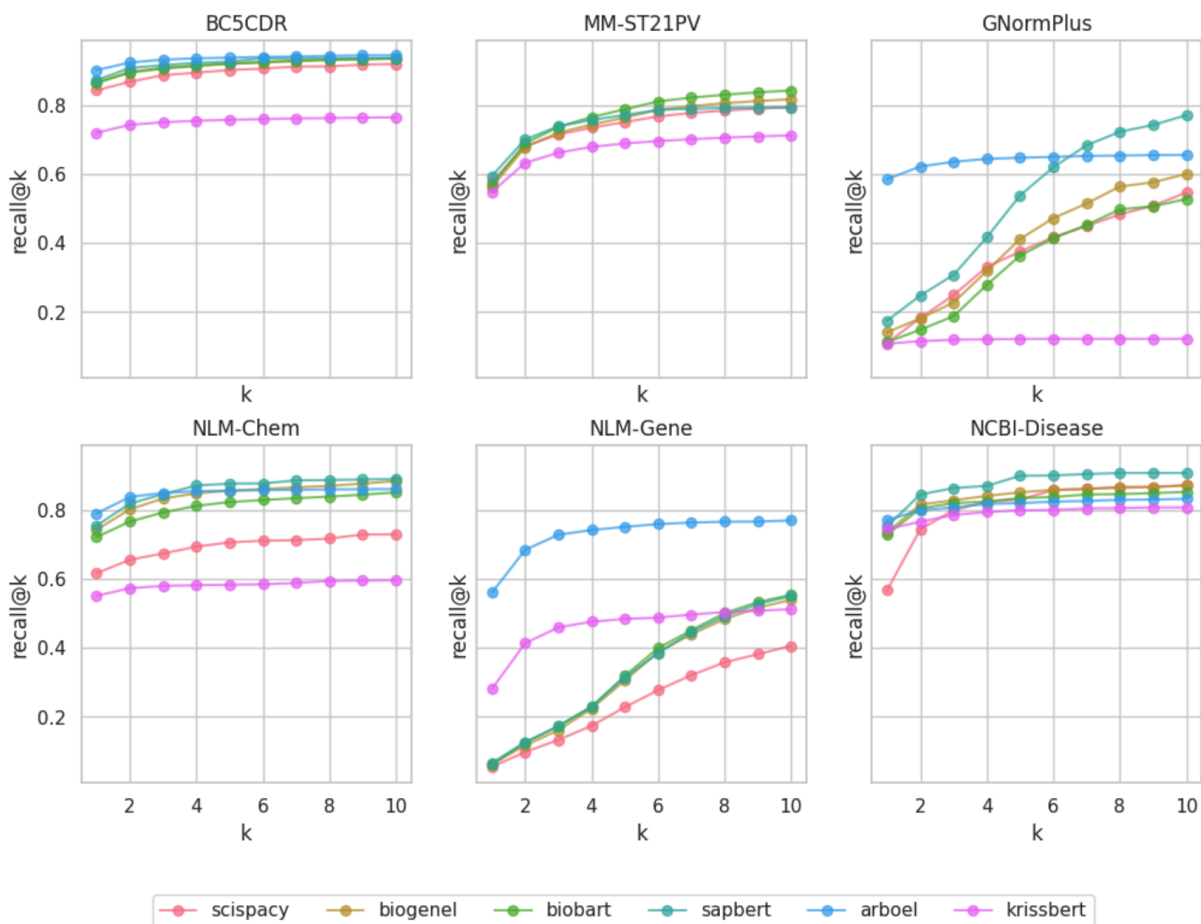 BC5CDR
MM-ST21PV
GNormPlus
recall@k
0.8
0.6
0.4
0.2
k
recall@k
k
recall@k
k
NLM-Chem
NLM-Gene
NCBI-Disease
recall@k
0.8
0.6
0.4
0.2
2 4 6 8 10
k
recall@k
2 4 6 8 10
k
recall@k
2 4 6 8 10
k
scispacy biogenel biobart sapbert arboel krissbert